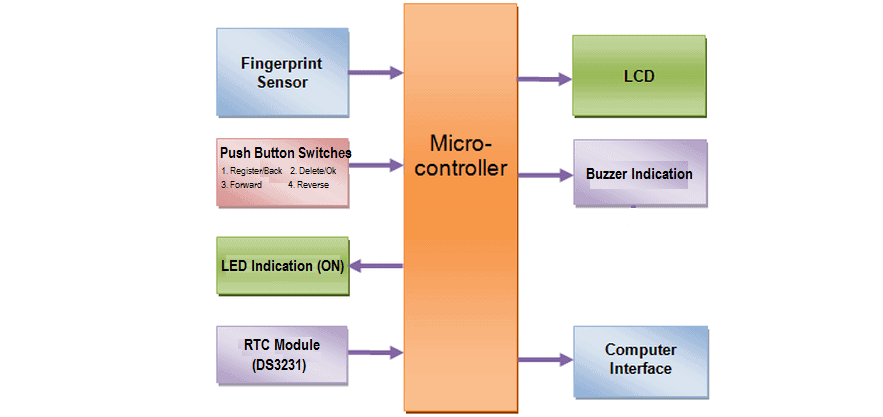 Fingerprint
Sensor
Push Button Switches
1. Register/Back 2. Delete/Ok
3. Forward 4. Reverse
LED Indication (ON)
RTC Module
(DS3231)
Micro-
controller
LCD
Buzzer Indication
Computer
Interface